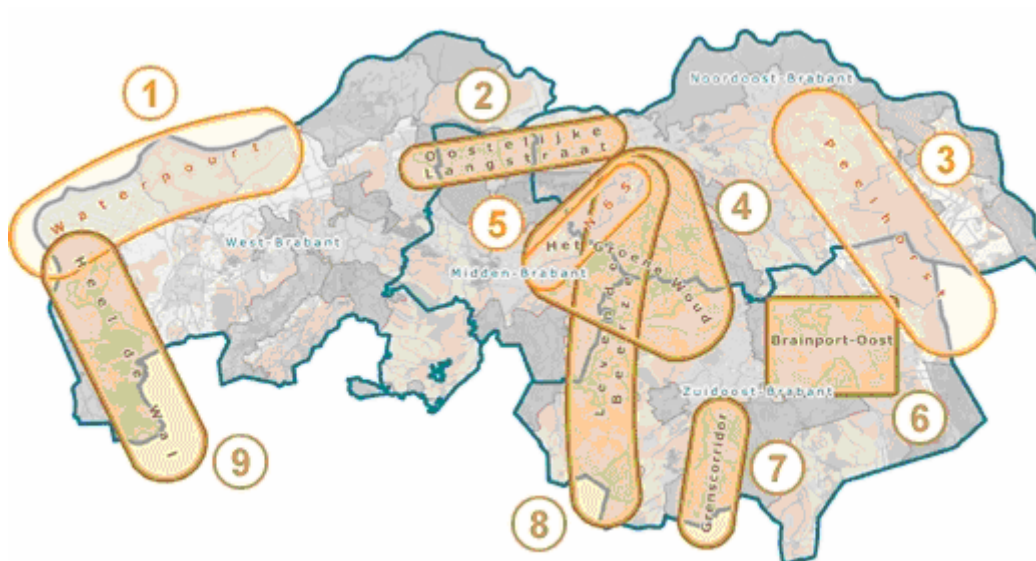 1
Waterpoort
2
Oostelijke
Langstraat
Noordoost-Brabant
3
Peelhorst
4
5
N65
Het Groene Woud
West-Brabant
Midden-Brabant
Levende
Beerze
Brainport-Oost
Zuidoost-Brabant
6
Grenscorridor
7
8
9